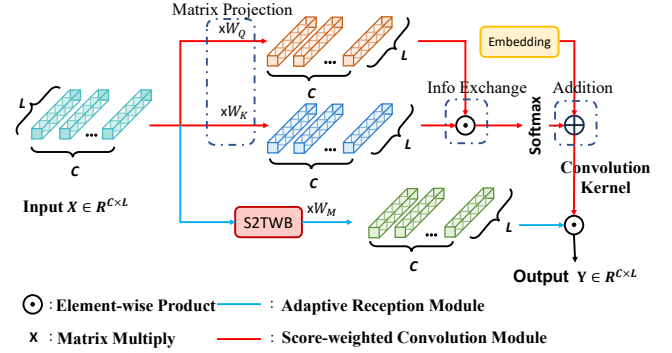 Matrix Projection
xW_Q
Embedding
L
C
L
Info Exchange
Addition
xW_K
Softmax
L
C
C
Convolution
Kernel
Input X ∈ R^{C×L}
S2TWB
xW_M
L
C
Output Y ∈ R^{C×L}
: Element-wise Product
: Adaptive Reception Module
x : Matrix Multiply
: Score-weighted Convolution Module